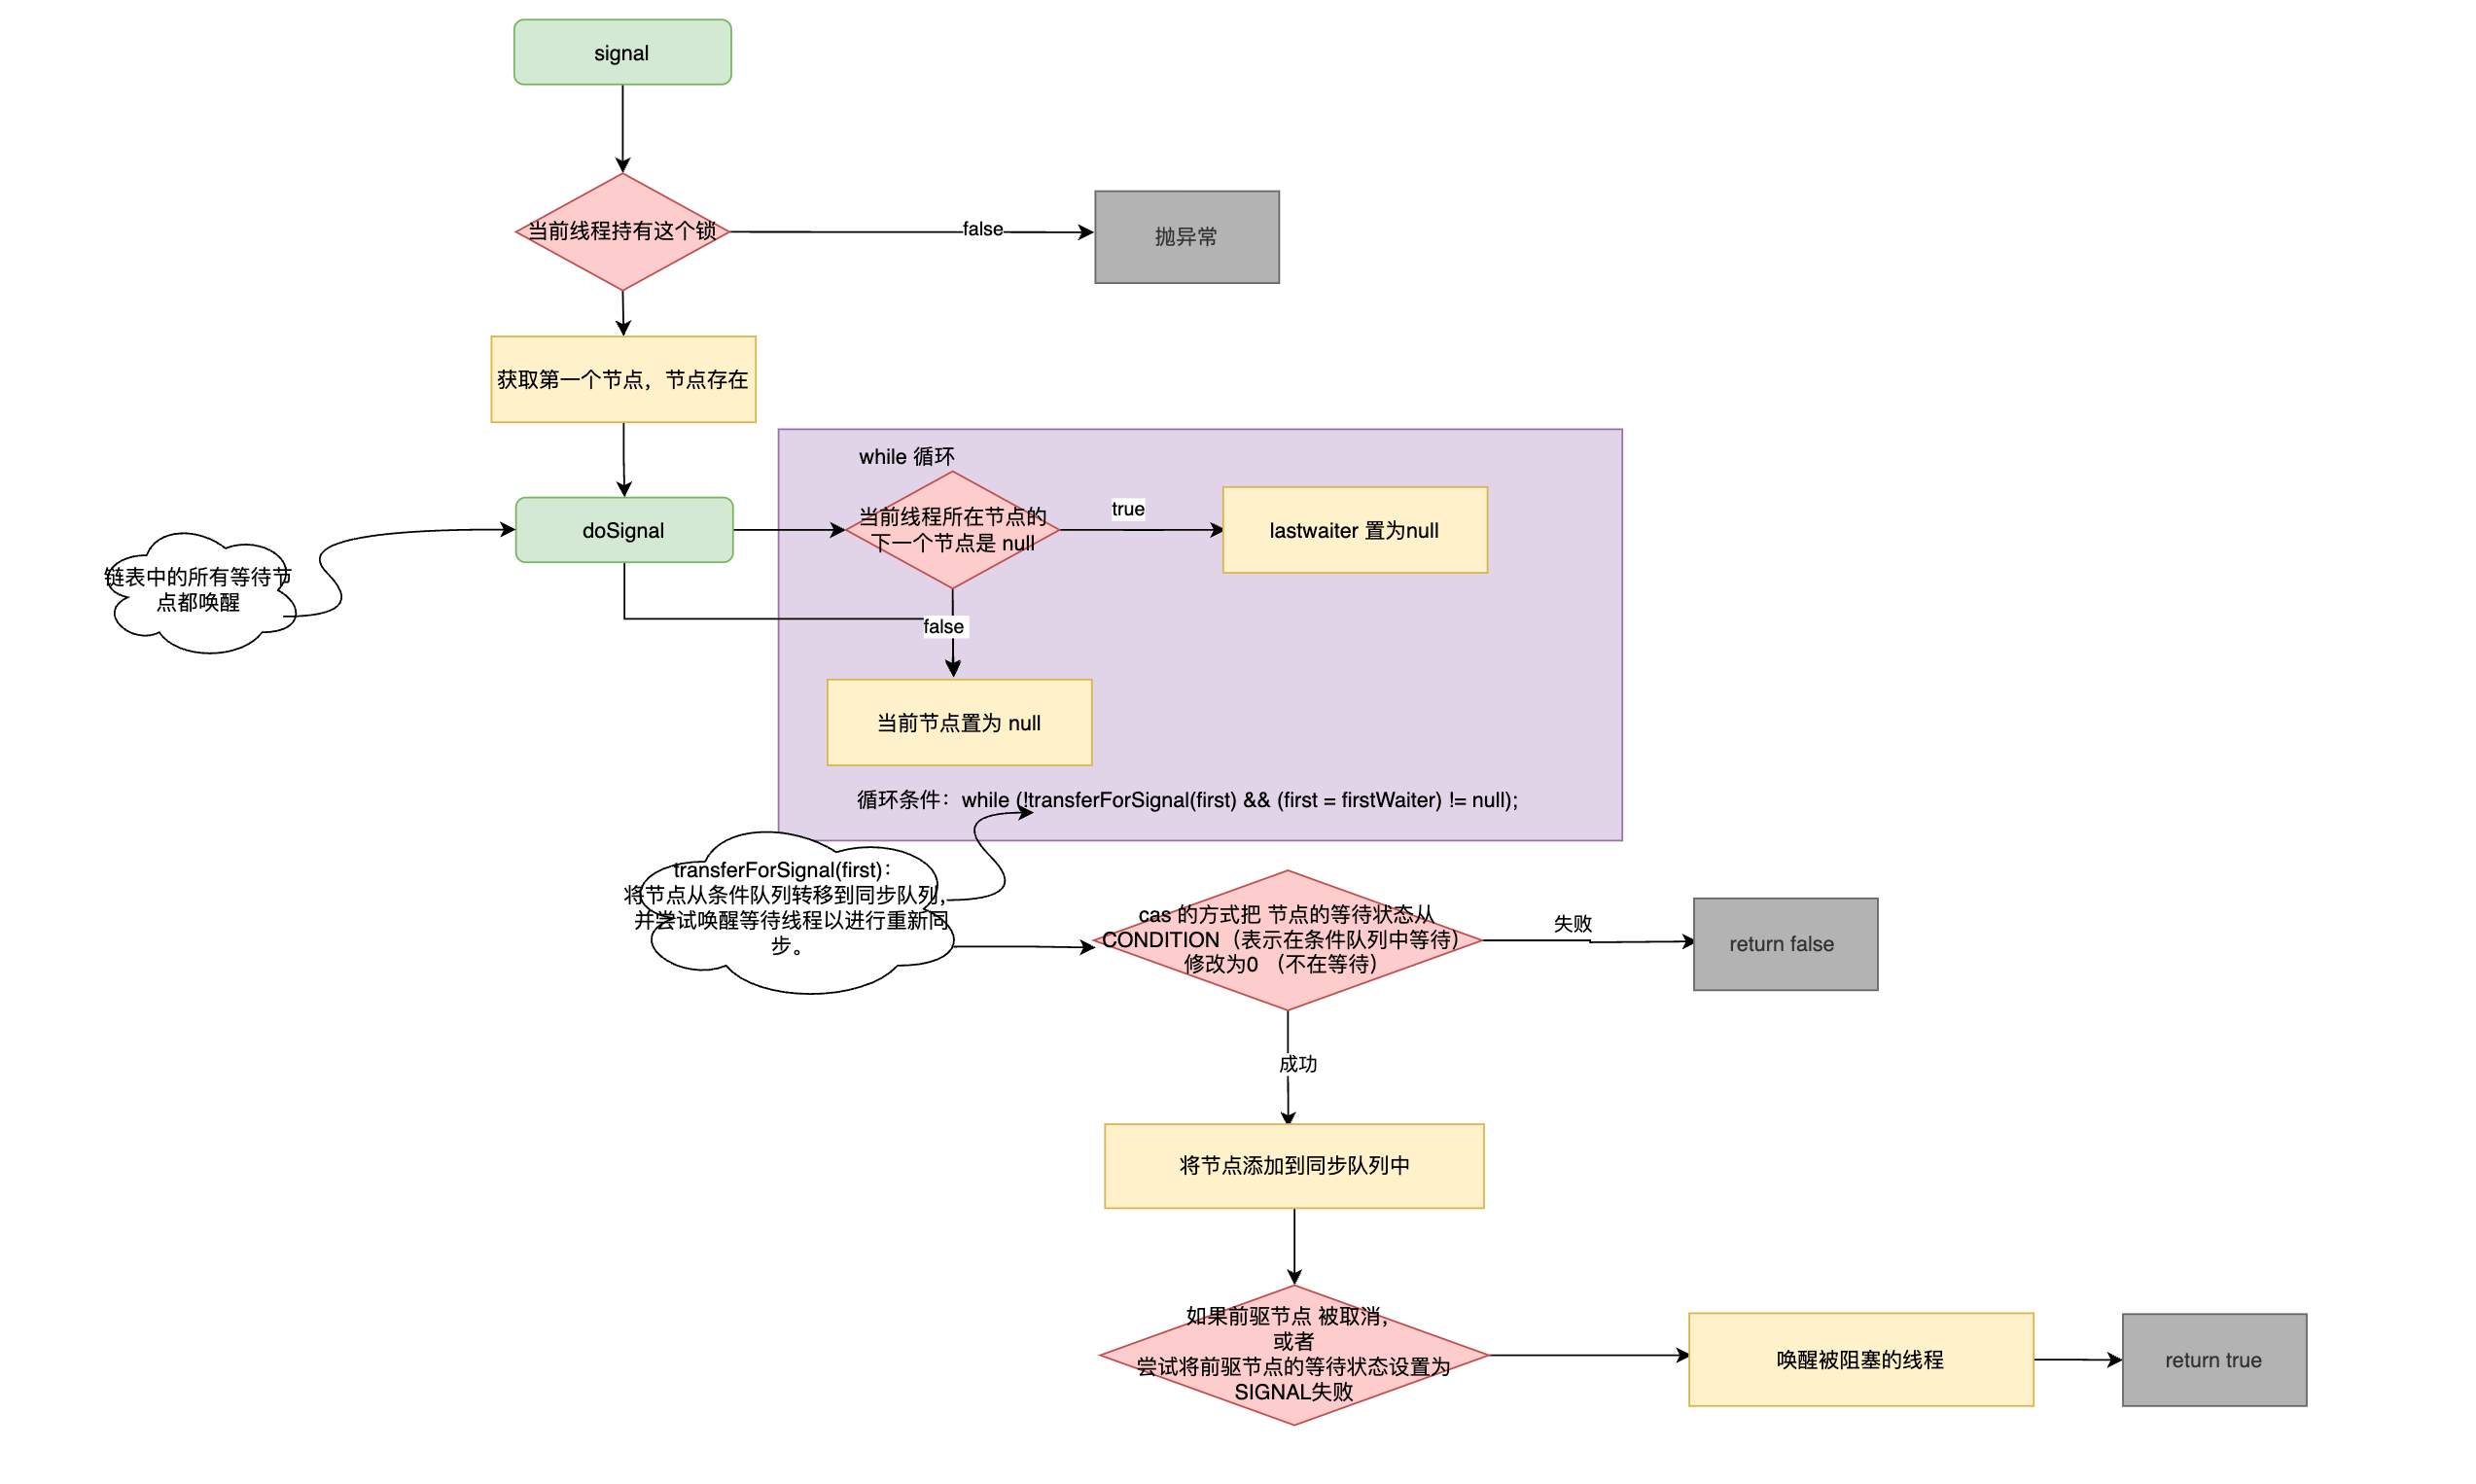 signal
当前线程持有这个锁
false
抛异常
获取第一个节点，节点存在
while 循环
doSignal
当前线程所在节点的
下一个节点是 null
true
lastwaiter 置为null
链表中的所有等待节
点都唤醒
false
当前节点置为 null
循环条件：while (!transferForSignal(first) && (first = firstWaiter) != null);
transferForSignal(first)：
将节点从条件队列转移到同步队列，
并尝试唤醒等待线程以进行重新同
步。
cas 的方式把 节点的等待状态从
CONDITION（表示在条件队列中等待）
修改为0 （不在等待）
失败
return false
成功
将节点添加到同步队列中
如果前驱节点 被取消，
或者
尝试将前驱节点的等待状态设置为
SIGNAL失败
唤醒被阻塞的线程
return true